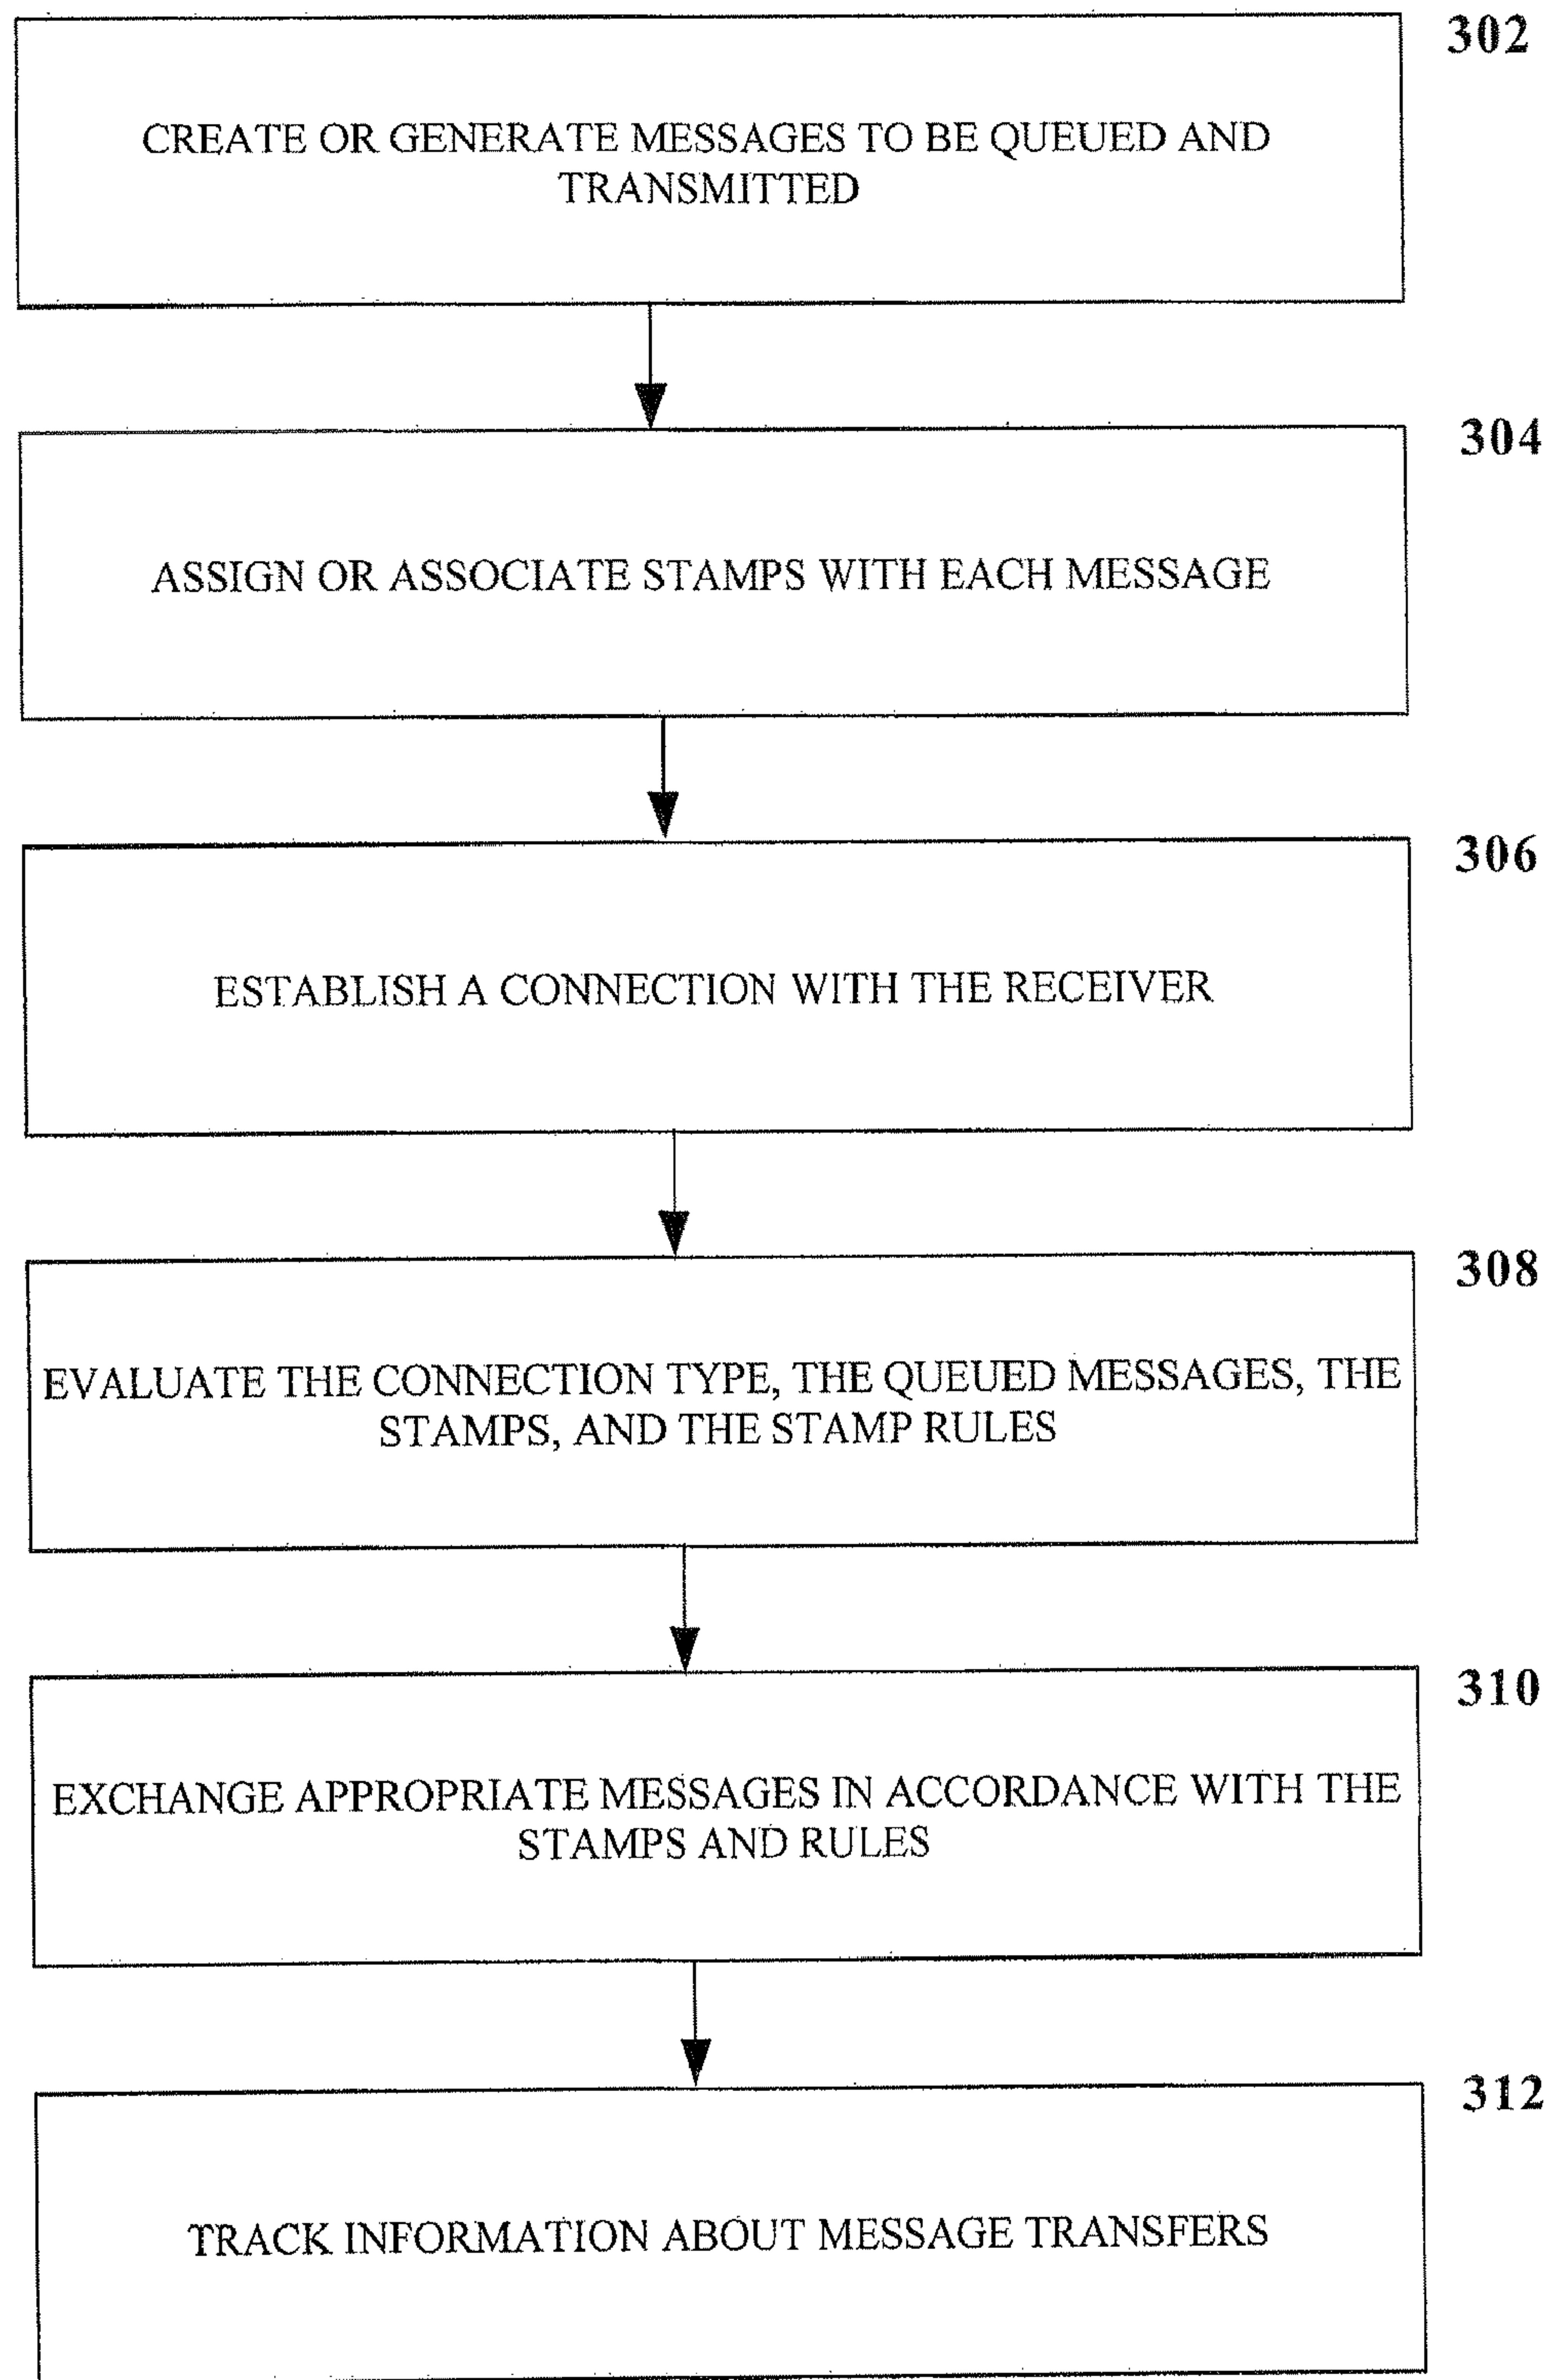 302
CREATE OR GENERATE MESSAGES TO BE QUEUED AND
TRANSMITTED
304
ASSIGN OR ASSOCIATE STAMPS WITH EACH MESSAGE
306
ESTABLISH A CONNECTION WITH THE RECEIVER
308
EVALUATE THE CONNECTION TYPE, THE QUEUED MESSAGES, THE
STAMPS, AND THE STAMP RULES
310
EXCHANGE APPROPRIATE MESSAGES IN ACCORDANCE WITH THE
STAMPS AND RULES
312
TRACK INFORMATION ABOUT MESSAGE TRANSFERS